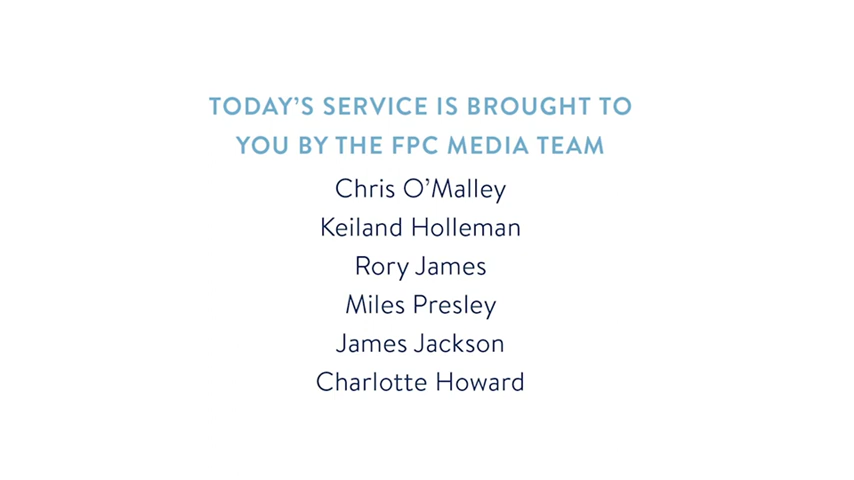 TODAY’S SERVICE IS BROUGHT TO
YOU BY THE FPC MEDIA TEAM
Chris O’Malley
Keiland Holleman
Rory James
Miles Presley
James Jackson
Charlotte Howard